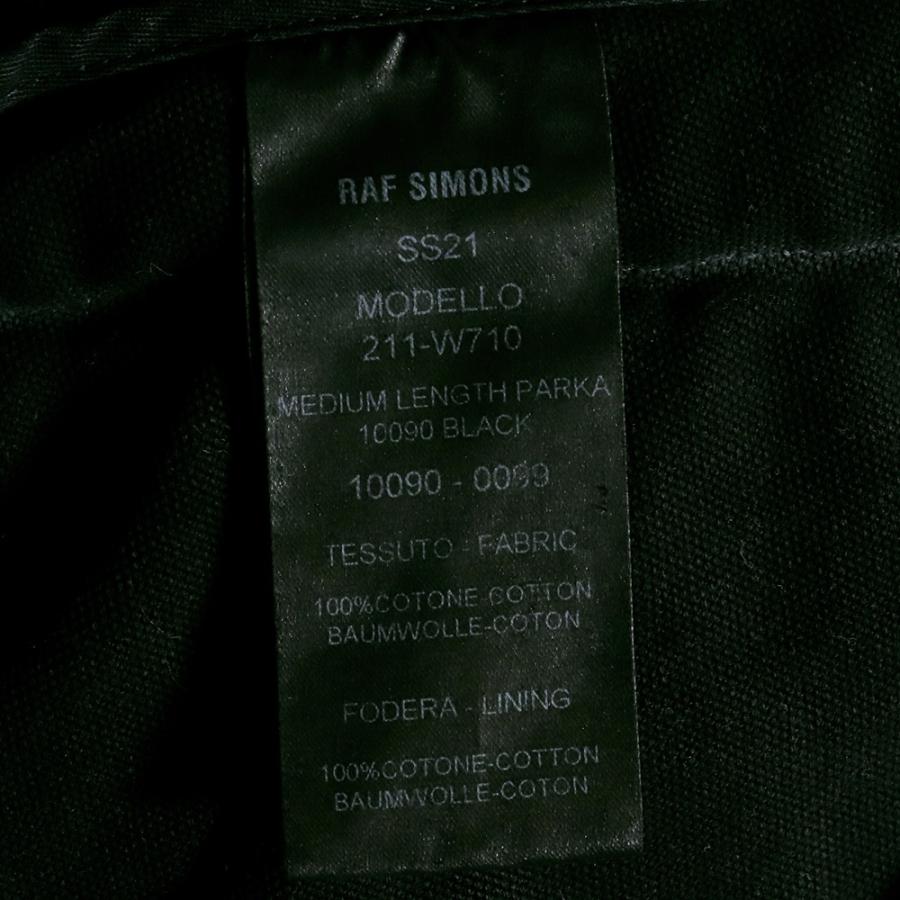 RAF SIMONS
SS21
MODELLO
211-W710
MEDIUM LENGTH PARKA
10090 BLACK
10090 - 0099
TESSUTO - FABRIC
100%COTONE-COTTON
BAUMWOLLE-COTON
FODERA - LINING
100%COTONE-COTTON
BAUMWOLLE-COTON